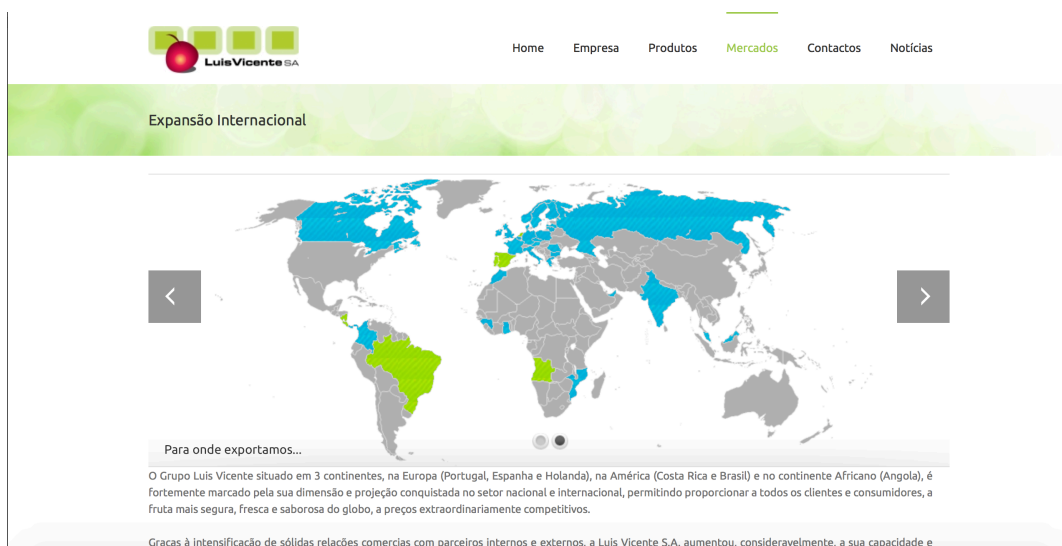 LuisVicente SA
Home Empresa Produtos Mercados Contactos Notícias
Expansão Internacional
Para onde exportamos...
O Grupo Luis Vicente situado em 3 continentes, na Europa (Portugal, Espanha e Holanda), na América (Costa Rica e Brasil) e no continente Africano (Angola), é
fortemente marcado pela sua dimensão e projeção conquistada no setor nacional e internacional, permitindo proporcionar a todos os clientes e consumidores, a
fruta mais segura, fresca e saborosa do globo, a preços extraordinariamente competitivos.
Graças à intensificação de sólidas relações comercias com parceiros internos e externos, a Luis Vicente S.A. aumentou, consideravelmente, a sua capacidade e